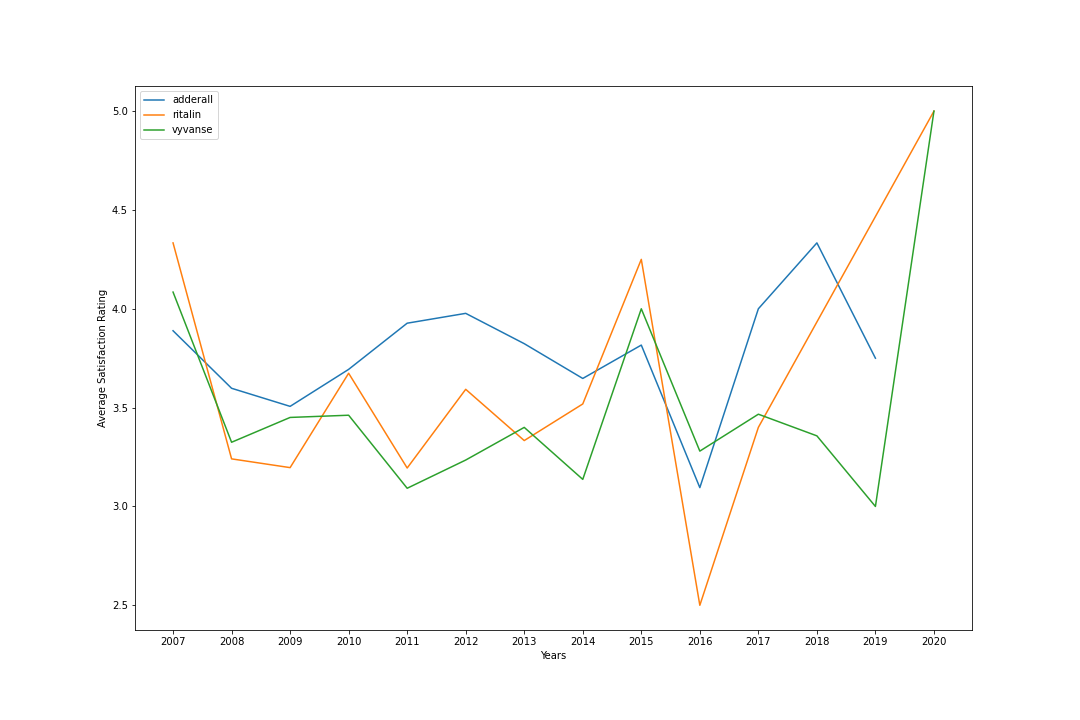 adderall
ritalin
vyvanse
5.0
4.5
4.0
3.5
3.0
2.5
Average Satisfaction Rating
2007 2008 2009 2010 2011 2012 2013 2014 2015 2016 2017 2018 2019 2020
Years